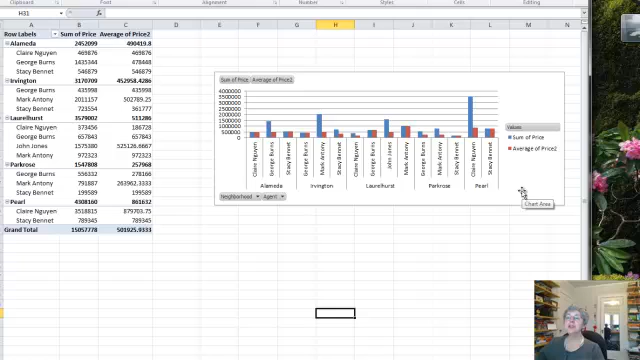 Clipboard Font Alignment Number Styles Cells Editing
H31 fx
A B C D E F G H I J K L M N
Row Labels Sum of Price Average of Price2
Alameda 2452099 490419.8
Claire Nguyen 469876 469876
George Burns 1435344 478448
Stacy Bennet 546879 546879
Irvington 3170709 452958.4286
George Burns 435998 435998
Mark Antony 2011157 502789.25
Stacy Bennet 723554 361777
Laurelhurst 3579002 511286
Claire Nguyen 373456 186728
George Burns 657843 657843
John Jones 1575380 525126.6667
Mark Antony 972323 972323
Parkrose 1547788 257968
George Burns 556332 278166
Mark Antony 791887 263962.3333
Stacy Bennet 199589 199589
Pearl 4308160 861632
Claire Nguyen 3518815 879703.75
Stacy Bennet 789345 789345
Grand Total 15057778 501925.9333
Sum of Price Average of Price2
4000000
3500000
3000000
2500000
2000000
1500000
1000000
500000
0
Claire Nguyen George Burns Stacy Bennet George Burns Mark Antony Stacy Bennet Claire Nguyen George Burns John Jones Mark Antony George Burns Mark Antony Stacy Bennet Claire Nguyen Stacy Bennet
Alameda Irvington Laurelhurst Parkrose Pearl
Values
Sum of Price
Average of Price2
Neighborhood Agent
Chart Area